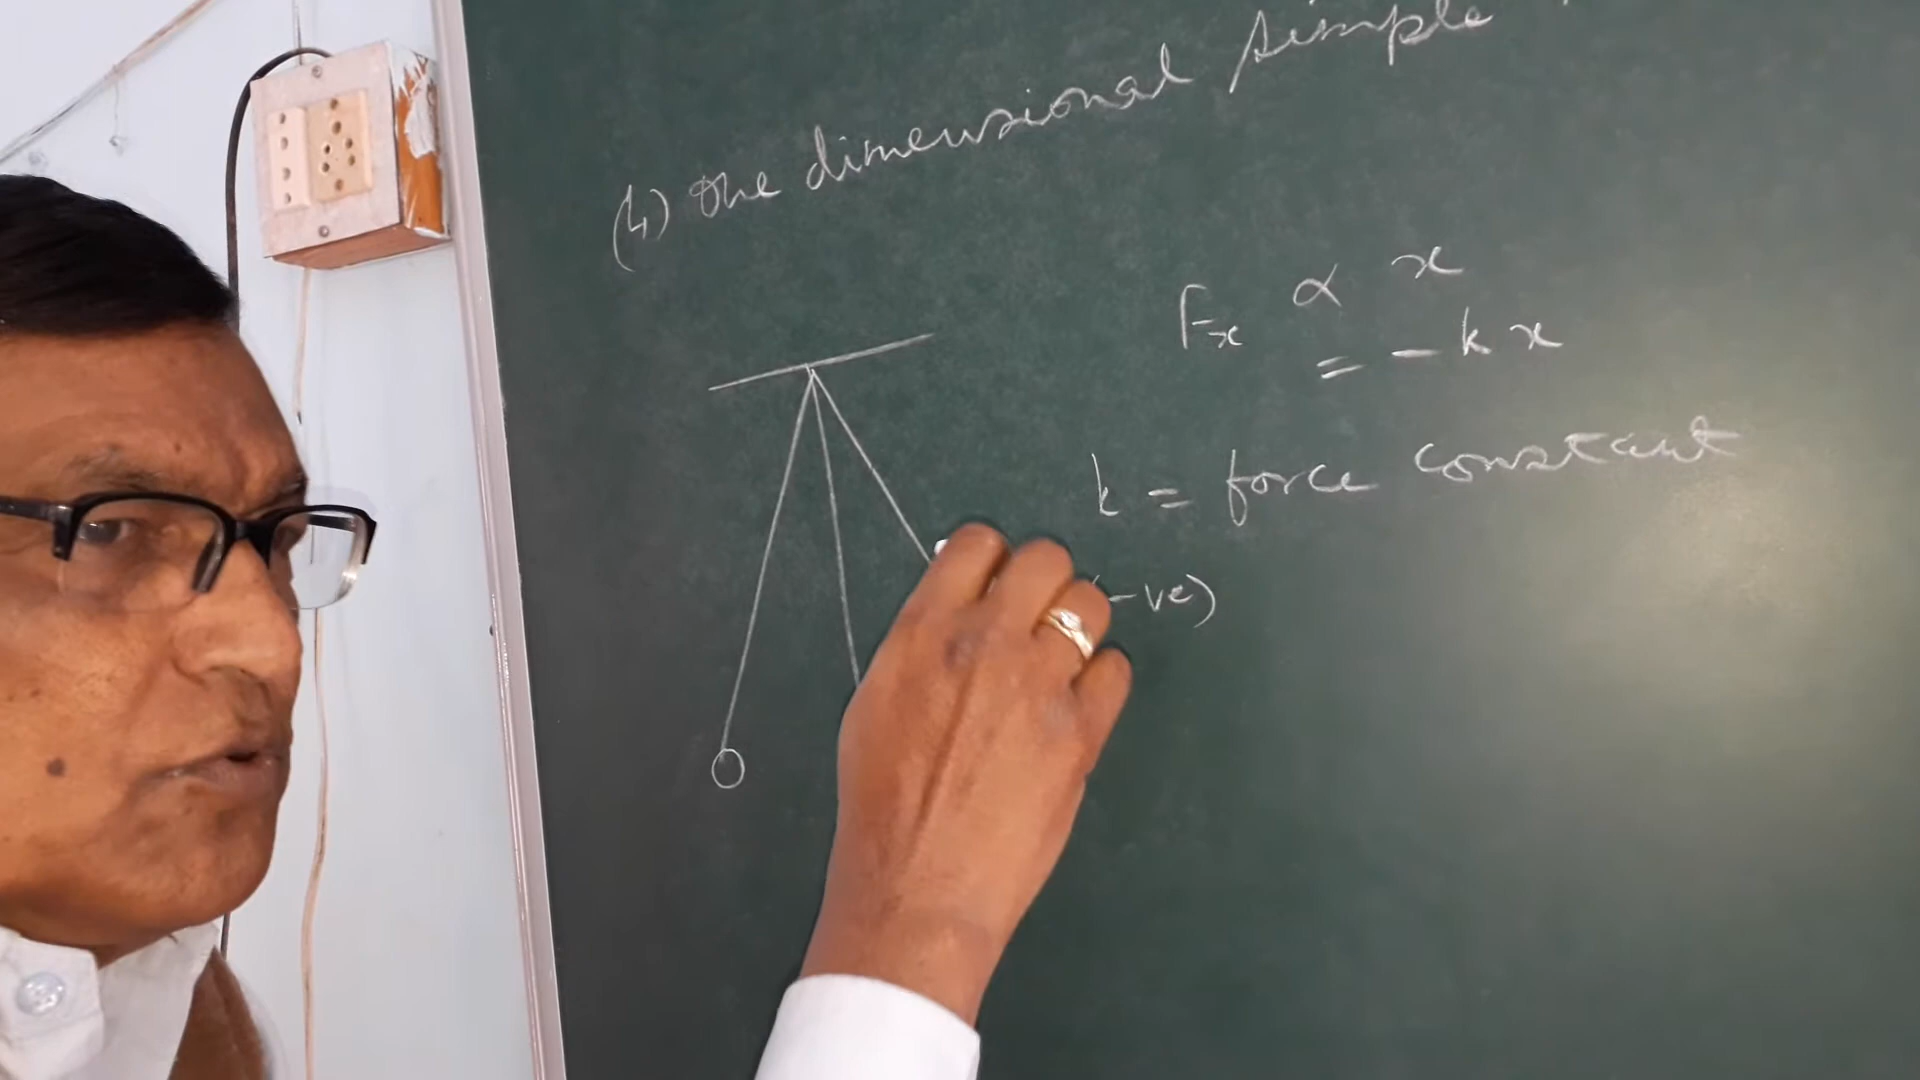 (4) One dimensional simple
Fx ∝ x
= - k x
k = force constant
(-ve)